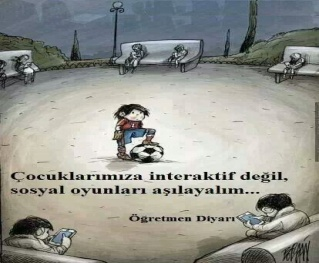 Çocuklarımıza interaktif değil,
sosyal oyunları aşılayalım...
Öğretmen Diyarı